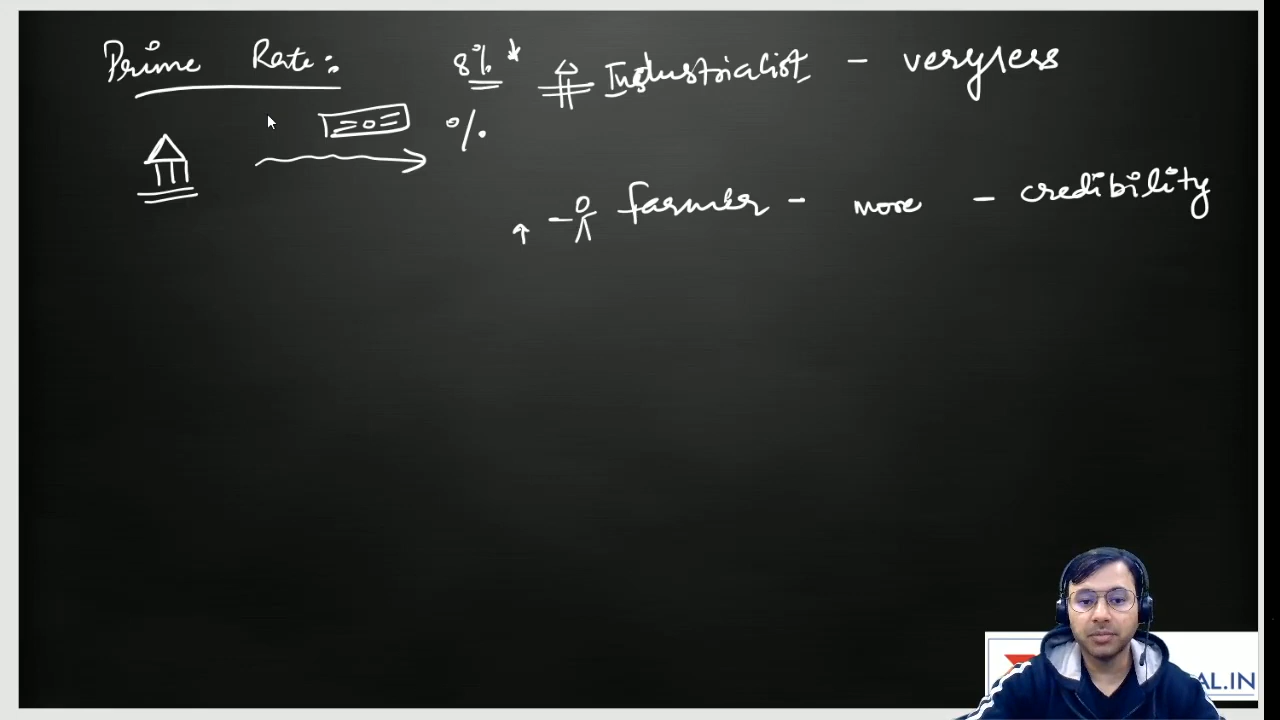 Prime Rate:
8% Industrialist - veryless
%
farmer - more - credibility
AL.IN